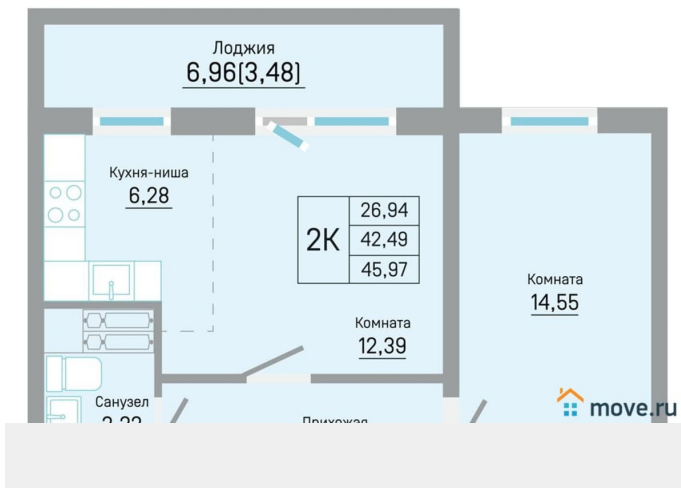 Лоджия
6,96(3,48)
Кухня-ниша
6,28
2К
26,94
42,49
45,97
Комната
14,55
Комната
12,39
Санузел
Прихожая
move.ru